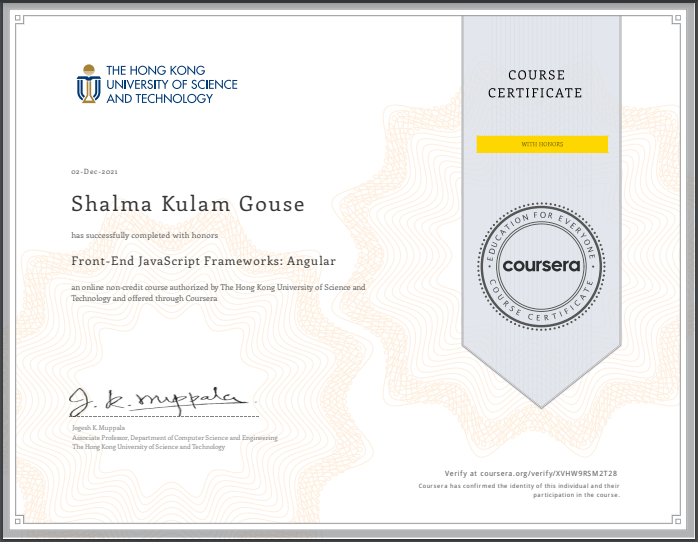 THE HONG KONG
UNIVERSITY OF SCIENCE
AND TECHNOLOGY
COURSE
CERTIFICATE
WITH HONORS
02-Dec-2021
Shalma Kulam Gouse
has successfully completed with honors
Front-End JavaScript Frameworks: Angular
an online non-credit course authorized by The Hong Kong University of Science and
Technology and offered through Coursera
EDUCATION FOR EVERYONE
coursera
COURSE CERTIFICATE
J. K. Muppala
Jogesh K. Muppala
Associate Professor, Department of Computer Science and Engineering
The Hong Kong University of Science and Technology
Verify at coursera.org/verify/XVHW9RSM2T28
Coursera has confirmed the identity of this individual and their
participation in the course.